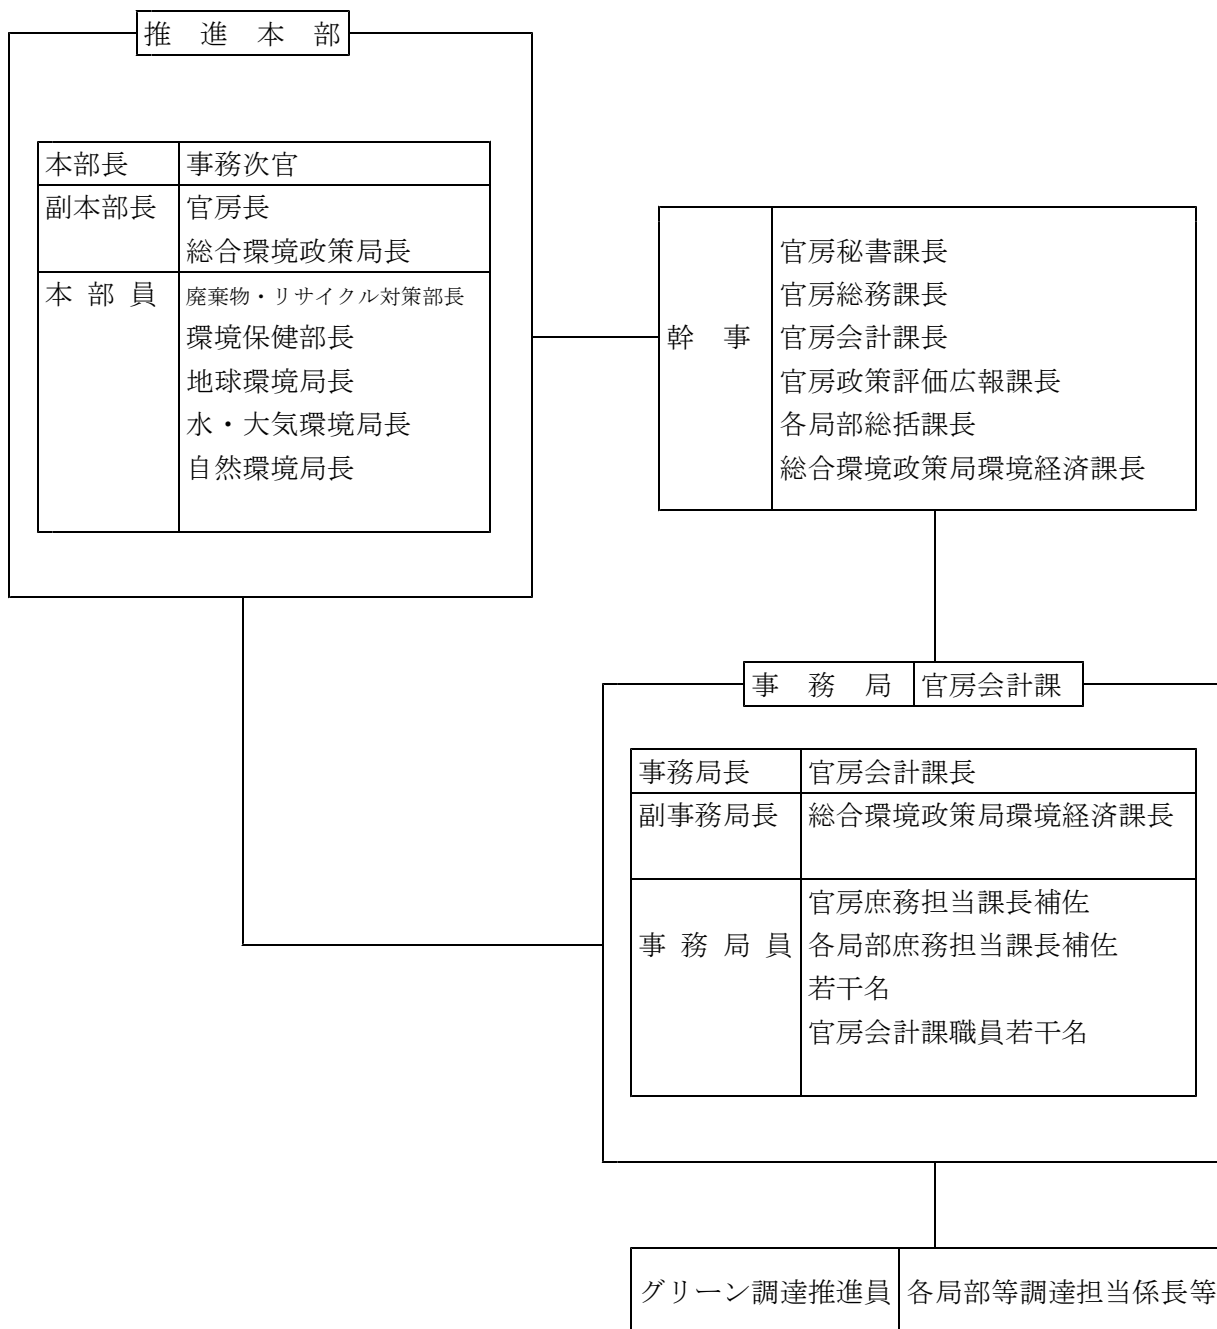 推 進 本 部
本部長 事務次官
副本部長 官房長
総合環境政策局長
本 部 員 廃棄物・リサイクル対策部長
環境保健部長
地球環境局長
水・大気環境局長
自然環境局長
官房秘書課長
官房総務課長
幹 事 官房会計課長
官房政策評価広報課長
各局部総括課長
総合環境政策局環境経済課長
事 務 局 官房会計課
事務局長 官房会計課長
副事務局長 総合環境政策局環境経済課長
官房庶務担当課長補佐
事 務 局 員 各局部庶務担当課長補佐
若干名
官房会計課職員若干名
グリーン調達推進員 各局部等調達担当係長等